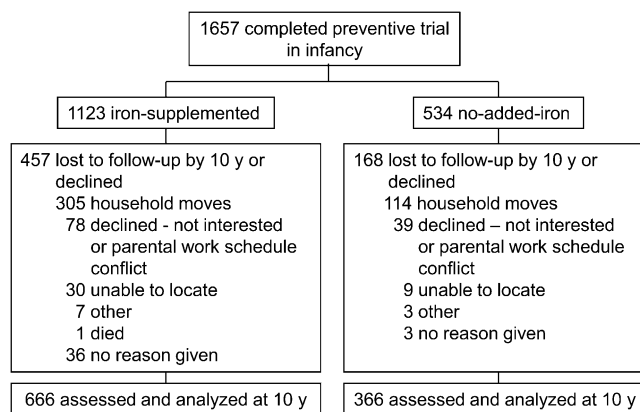 1657 completed preventive trial
in infancy
1123 iron-supplemented
534 no-added-iron
457 lost to follow-up by 10 y or
declined
305 household moves
78 declined - not interested
or parental work schedule
conflict
30 unable to locate
7 other
1 died
36 no reason given
168 lost to follow-up by 10 y or
declined
114 household moves
39 declined – not interested
or parental work schedule
conflict
9 unable to locate
3 other
3 no reason given
666 assessed and analyzed at 10 y
366 assessed and analyzed at 10 y